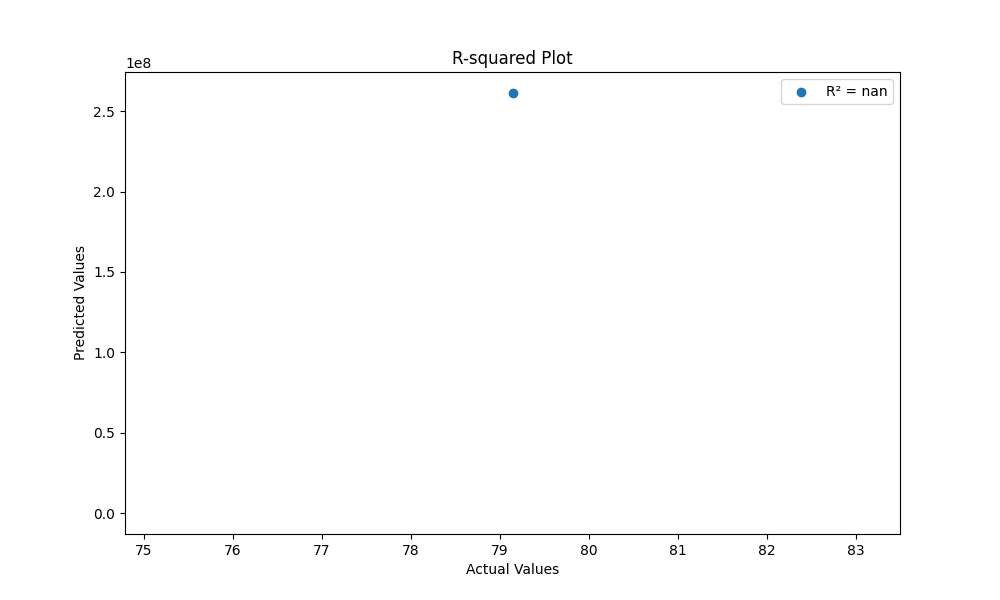 R-squared Plot
1e8
R² = nan
2.5
2.0
1.5
1.0
0.5
0.0
Predicted Values
75 76 77 78 79 80 81 82 83
Actual Values